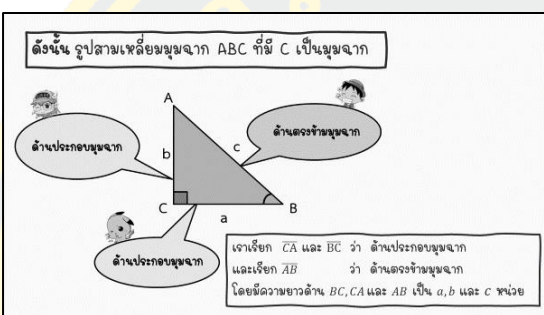 ดังนั้น รูปสามเหลี่ยมมุมฉาก ABC ที่มี C เป็นมุมฉาก
A
ด้านประกอบมุมฉาก
b
c
ด้านตรงข้ามมุมฉาก
C
a
B
ด้านประกอบมุมฉาก
เราเรียก CA และ BC ว่า ด้านประกอบมุมฉาก
และเรียก AB ว่า ด้านตรงข้ามมุมฉาก
โดยมีความยาวด้าน BC, CA และ AB เป็น a, b และ c หน่วย